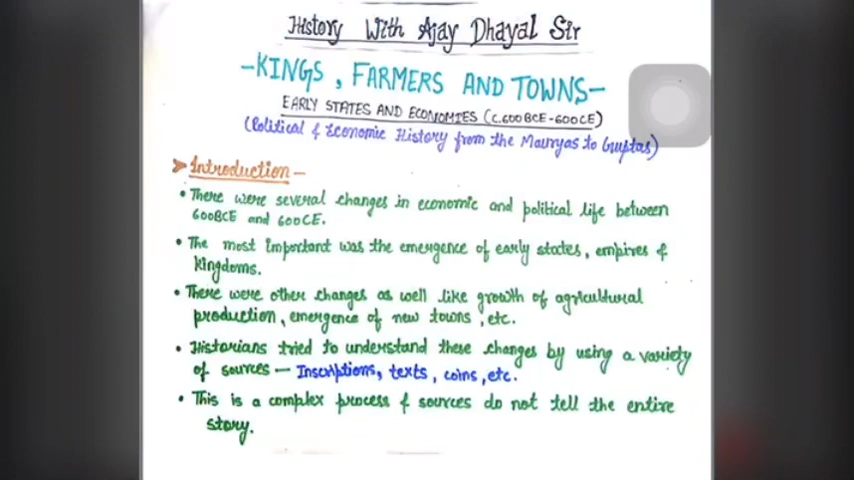 History With Ajay Dhayal Sir
-KINGS, FARMERS AND TOWNS-
EARLY STATES AND ECONOMIES (C.600BCE-600CE)
(Political & Economic History from the Mauryas to Guptas)
➤ Introduction -
• There were several changes in economic and political life between
600BCE and 600CE.
• The most important was the emergence of early states, empires &
kingdoms.
• There were other changes as well like growth of agricultural
production, emergence of new towns, etc.
• Historians tried to understand these changes by using a variety
of sources - Inscriptions, texts, coins, etc.
• This is a complex process & sources do not tell the entire
story.